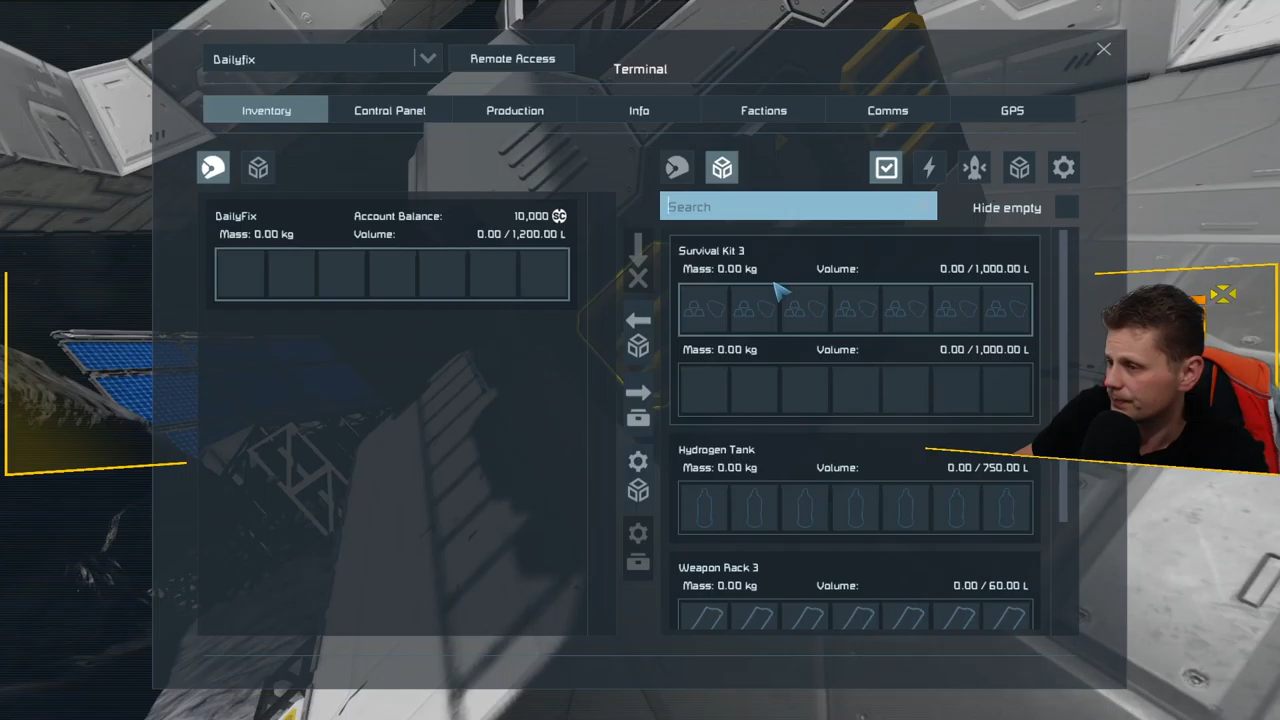 Dailyfix
Remote Access
Terminal
Inventory
Control Panel
Production
Info
Factions
Comms
GPS
Search
Hide empty
DailyFix
Account Balance:
10,000 SC
Mass: 0.00 kg
Volume:
0.00 / 1,200.00 L
Survival Kit 3
Mass: 0.00 kg
Volume:
0.00 / 1,000.00 L
Mass: 0.00 kg
Volume:
0.00 / 1,000.00 L
Hydrogen Tank
Mass: 0.00 kg
Volume:
0.00 / 750.00 L
Weapon Rack 3
Mass: 0.00 kg
Volume:
0.00 / 60.00 L